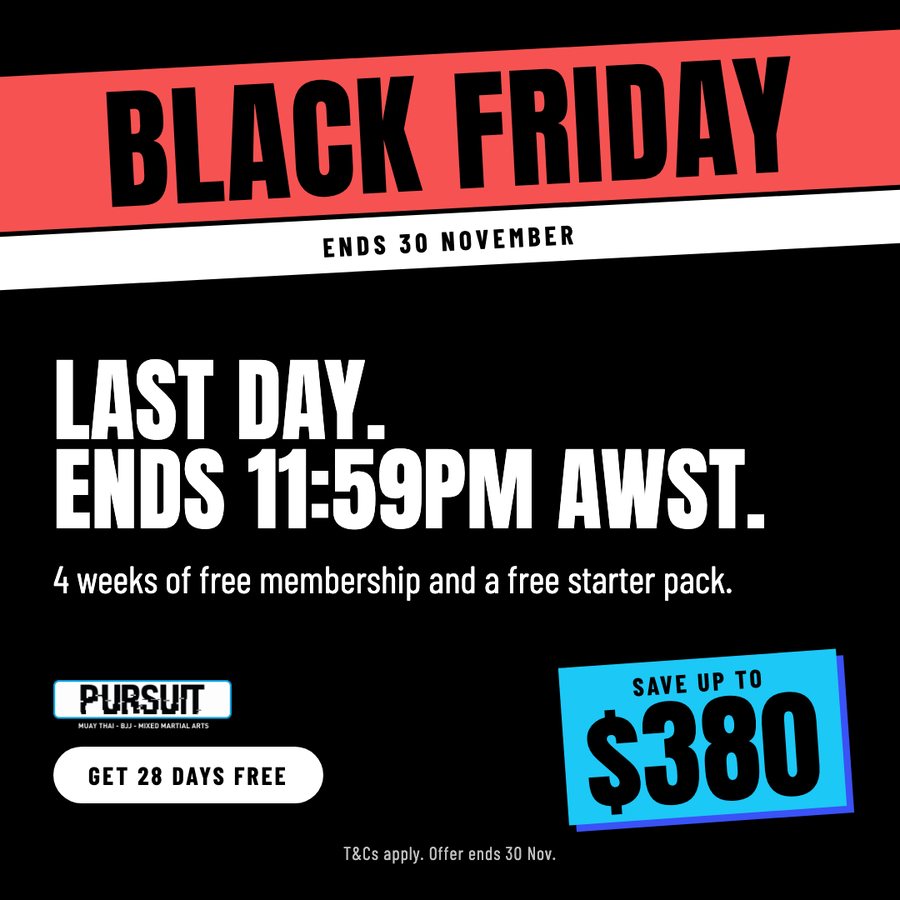 BLACK FRIDAY
ENDS 30 NOVEMBER
LAST DAY.
ENDS 11:59PM AWST.
4 weeks of free membership and a free starter pack.
PURSUIT
MUAY THAI - BJJ - MIXED MARTIAL ARTS
GET 28 DAYS FREE
SAVE UP TO
$380
T&Cs apply. Offer ends 30 Nov.